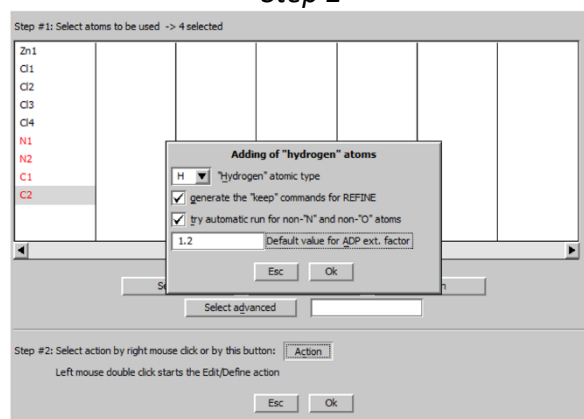 Step #1: Select atoms to be used -> 4 selected
Zn1
Cl1
Cl2
Cl3
Cl4
N1
N2
C1
C2
Adding of "hydrogen" atoms
H "Hydrogen" atomic type
generate the "keep" commands for REFINE
try automatic run for non-"N" and non-"O" atoms
1.2 Default value for ADP ext. factor
Esc Ok
Select advanced
Step #2: Select action by right mouse click or by this button: Action
Left mouse double click starts the Edit/Define action
Esc Ok